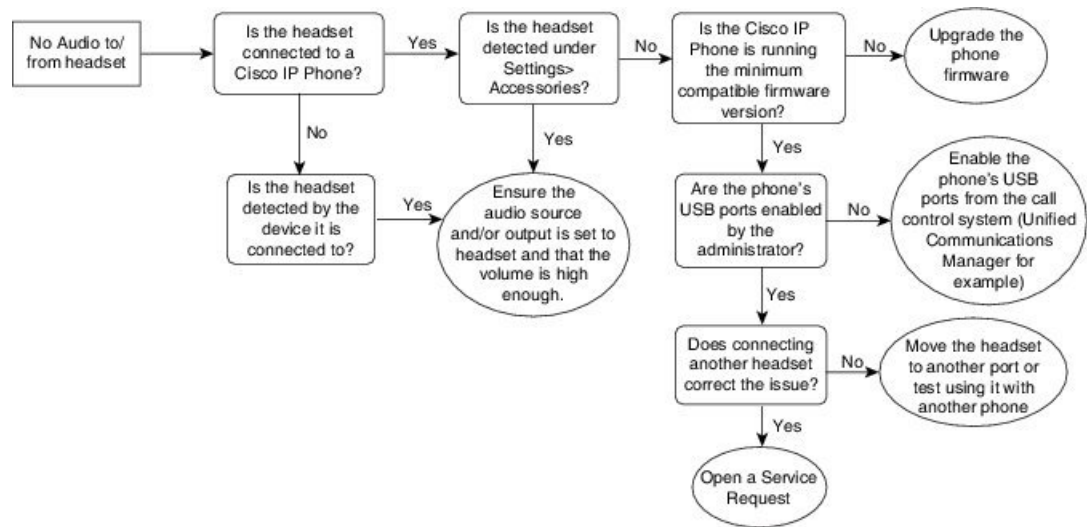 No Audio to/
from headset
Is the headset
connected to a
Cisco IP Phone?
Yes
Is the headset
detected under
Settings>
Accessories?
No
Is the Cisco IP
Phone is running
the minimum
compatible firmware
version?
No
Upgrade the
phone
firmware
No
Yes
Yes
Is the headset
detected by the
device it is
connected to?
Yes
Ensure the
audio source
and/or output is set to
headset and that the
volume is high
enough.
Are the phone's
USB ports enabled
by the
administrator?
No
Enable the
phone's USB
ports from the call
control system (Unified
Communications
Manager for
example)
Yes
Does connecting
another headset
correct the issue?
No
Move the headset
to another port or
test using it with
another phone
Yes
Open a Service
Request